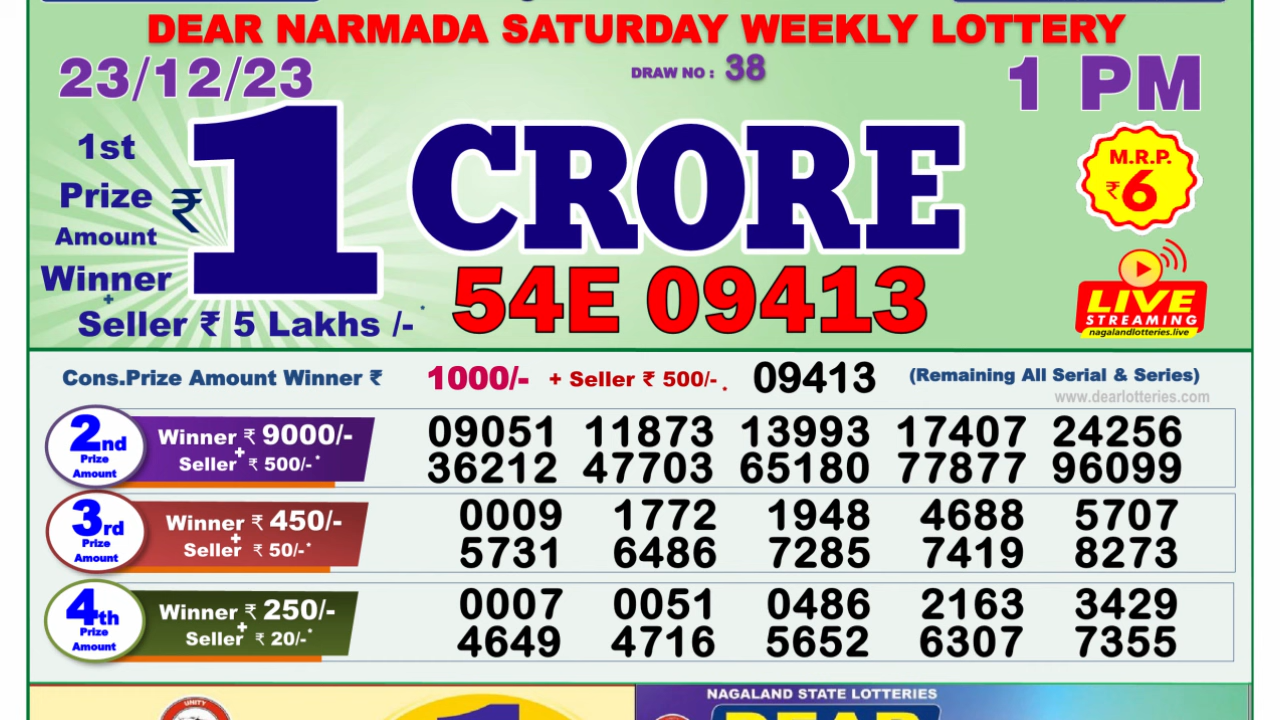 DEAR NARMADA SATURDAY WEEKLY LOTTERY
23/12/23
DRAW NO : 38
1 PM
1st
Prize
Amount
Winner
+
Seller ₹ 5 Lakhs /-
₹ 1 CRORE
54E 09413
M.R.P.
₹6
LIVE
STREAMING
nagalandlotteries.live
Cons.Prize Amount Winner ₹ 1000/- + Seller ₹ 500/- . 09413 (Remaining All Serial & Series)
www.dearlotteries.com
2nd
Prize
Amount
Winner ₹ 9000/-
+
Seller ₹ 500/-*
09051 11873 13993 17407 24256
36212 47703 65180 77877 96099
3rd
Prize
Amount
Winner ₹ 450/-
+
Seller ₹ 50/-*
0009 1772 1948 4688 5707
5731 6486 7285 7419 8273
4th
Prize
Amount
Winner ₹ 250/-
+
Seller ₹ 20/-*
0007 0051 0486 2163 3429
4649 4716 5652 6307 7355
UNITY
1
NAGALAND STATE LOTTERIES
DEAR